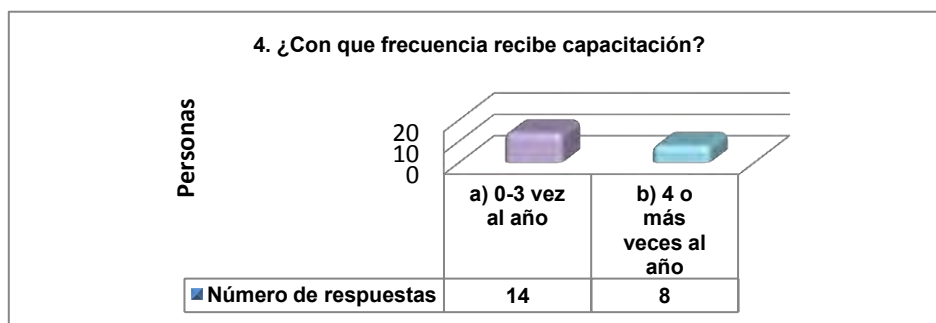 4. ¿Con que frecuencia recibe capacitación?
Personas
20
10
0
a) 0-3 vez
al año
b) 4 o
más
veces al
año
Número de respuestas 14 8